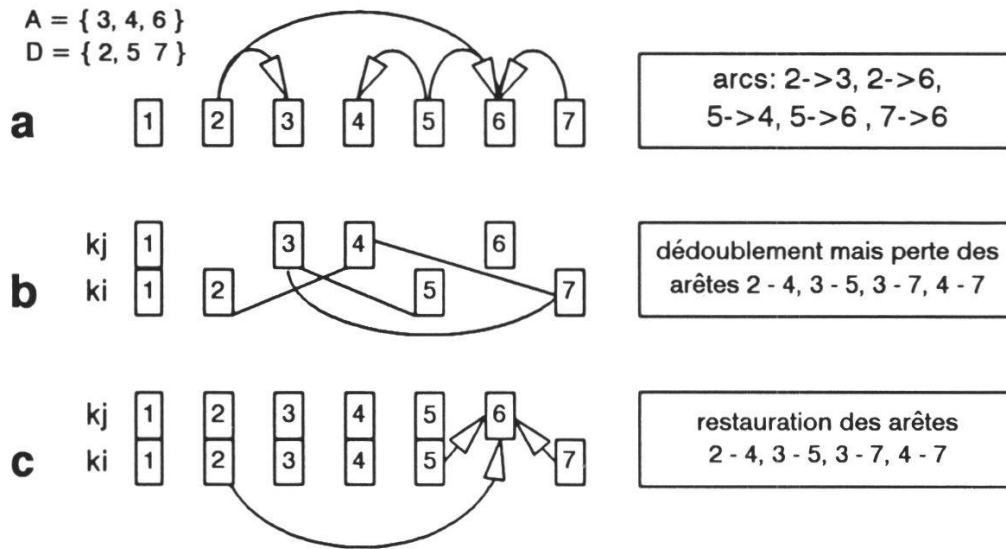 A = { 3, 4, 6 }
D = { 2, 5 7 }
a 1 2 3 4 5 6 7
arcs: 2->3, 2->6,
5->4, 5->6 , 7->6
b
kj 1 3 4 6
ki 1 2 5 7
dédoublement mais perte des
arêtes 2 - 4, 3 - 5, 3 - 7, 4 - 7
c
kj 1 2 3 4 5 6
ki 1 2 3 4 5 7
restauration des arêtes
2 - 4, 3 - 5, 3 - 7, 4 - 7